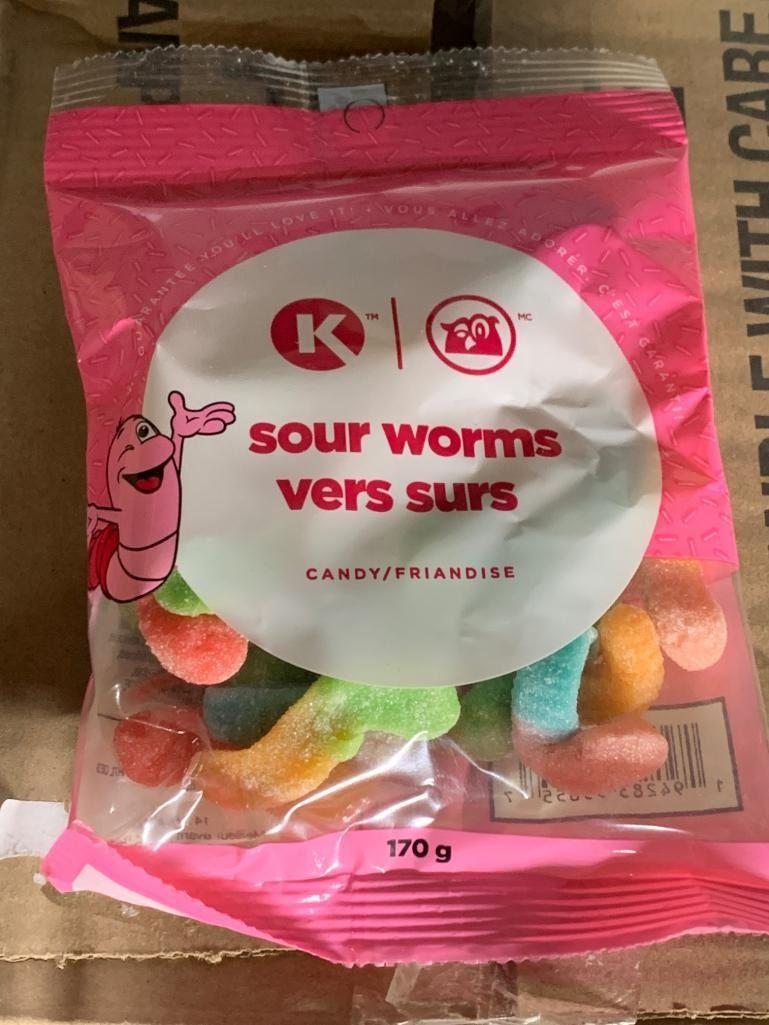 GUARANTEE YOU'LL LOVE IT! • VOUS ALLEZ ADORER, C'EST GARANTI
K ™ MC
sour worms
vers surs
CANDY/FRIANDISE
170 g
WITH CARE